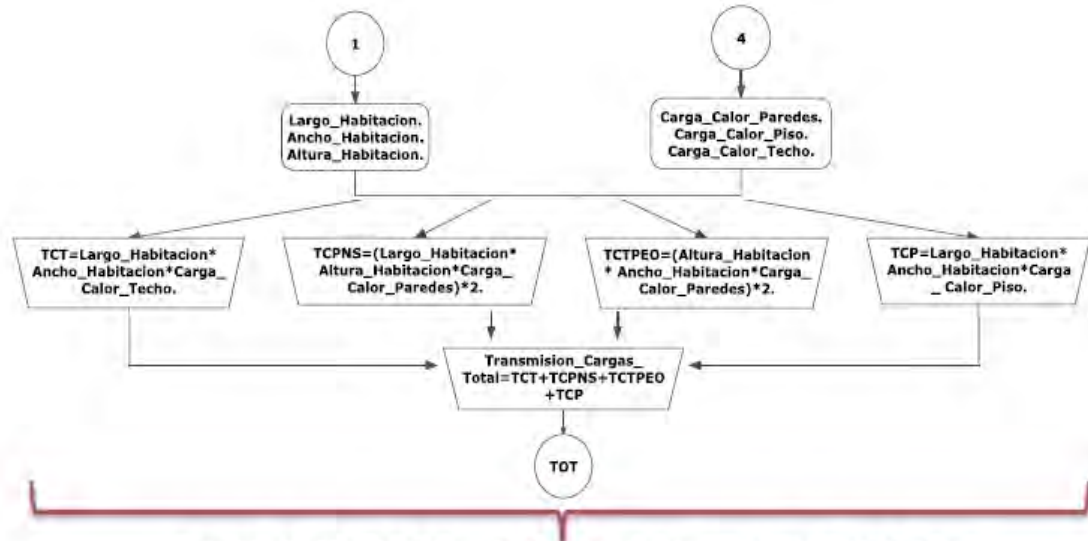 1
4
Largo_Habitacion.
Ancho_Habitacion.
Altura_Habitacion.
Carga_Calor_Paredes.
Carga_Calor_Piso.
Carga_Calor_Techo.
TCT=Largo_Habitacion*
Ancho_Habitacion*Carga_
Calor_Techo.
TCPNS=(Largo_Habitacion*
Altura_Habitacion*Carga_
Calor_Paredes)*2.
TCTPEO=(Altura_Habitacion
* Ancho_Habitacion*Carga_
Calor_Paredes)*2.
TCP=Largo_Habitacion*
Ancho_Habitacion*Carga
_ Calor_Piso.
Transmision_Cargas_
Total=TCT+TCPNS+TCTPEO
+TCP
TOT